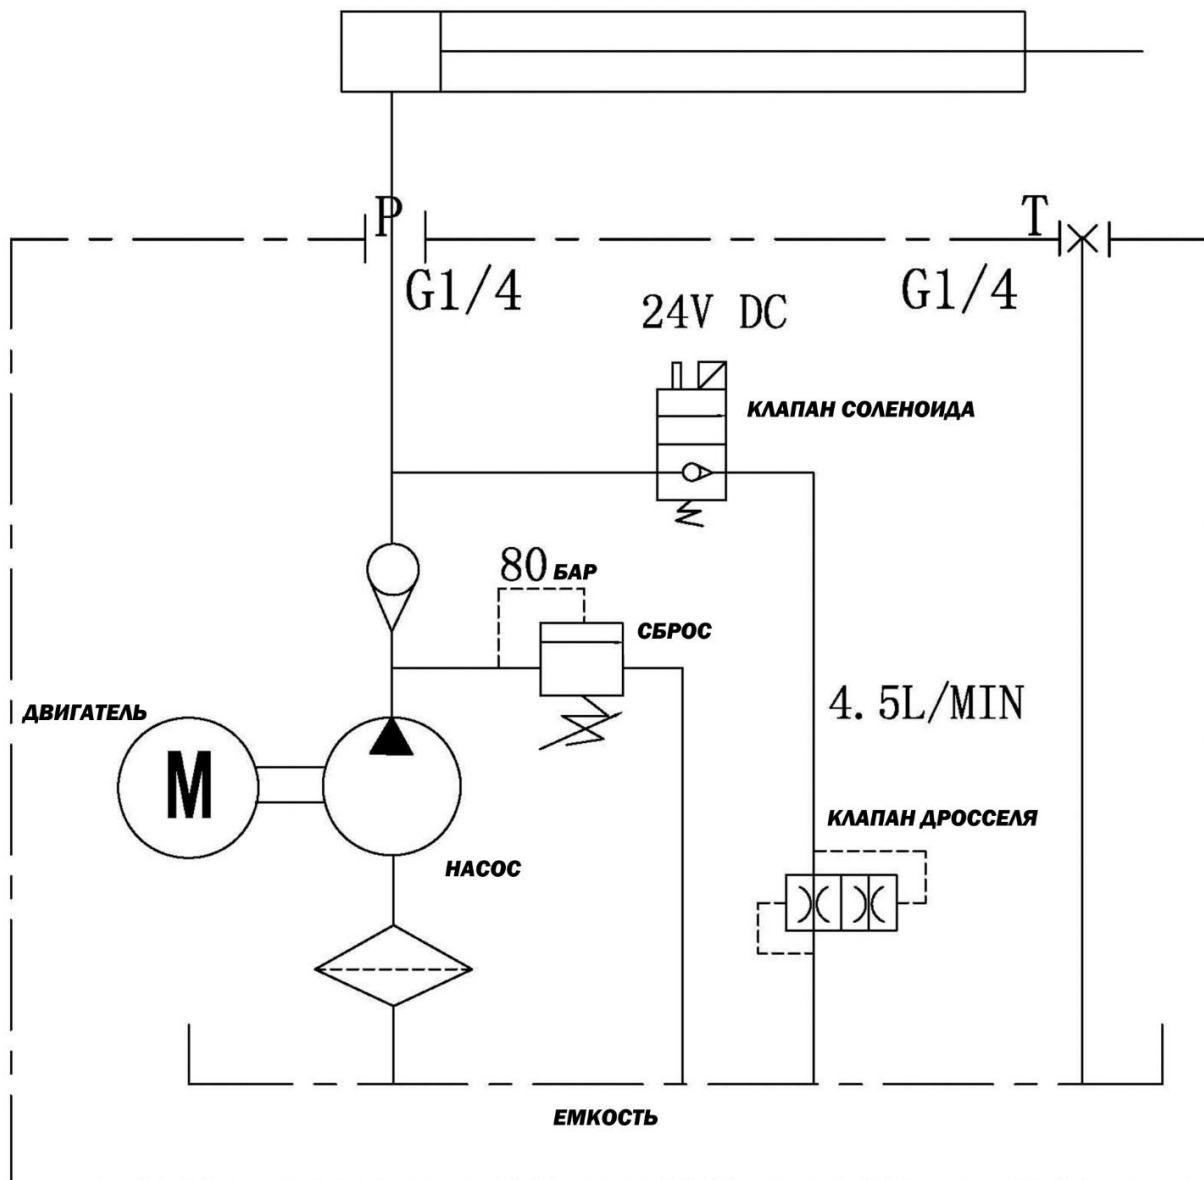 P
T
G1/4
G1/4
24V DC
КЛАПАН СОЛЕНОИДА
80 БАР
СБРОС
ДВИГАТЕЛЬ
4.5L/MIN
M
КЛАПАН ДРОССЕЛЯ
НАСОС
ЕМКОСТЬ